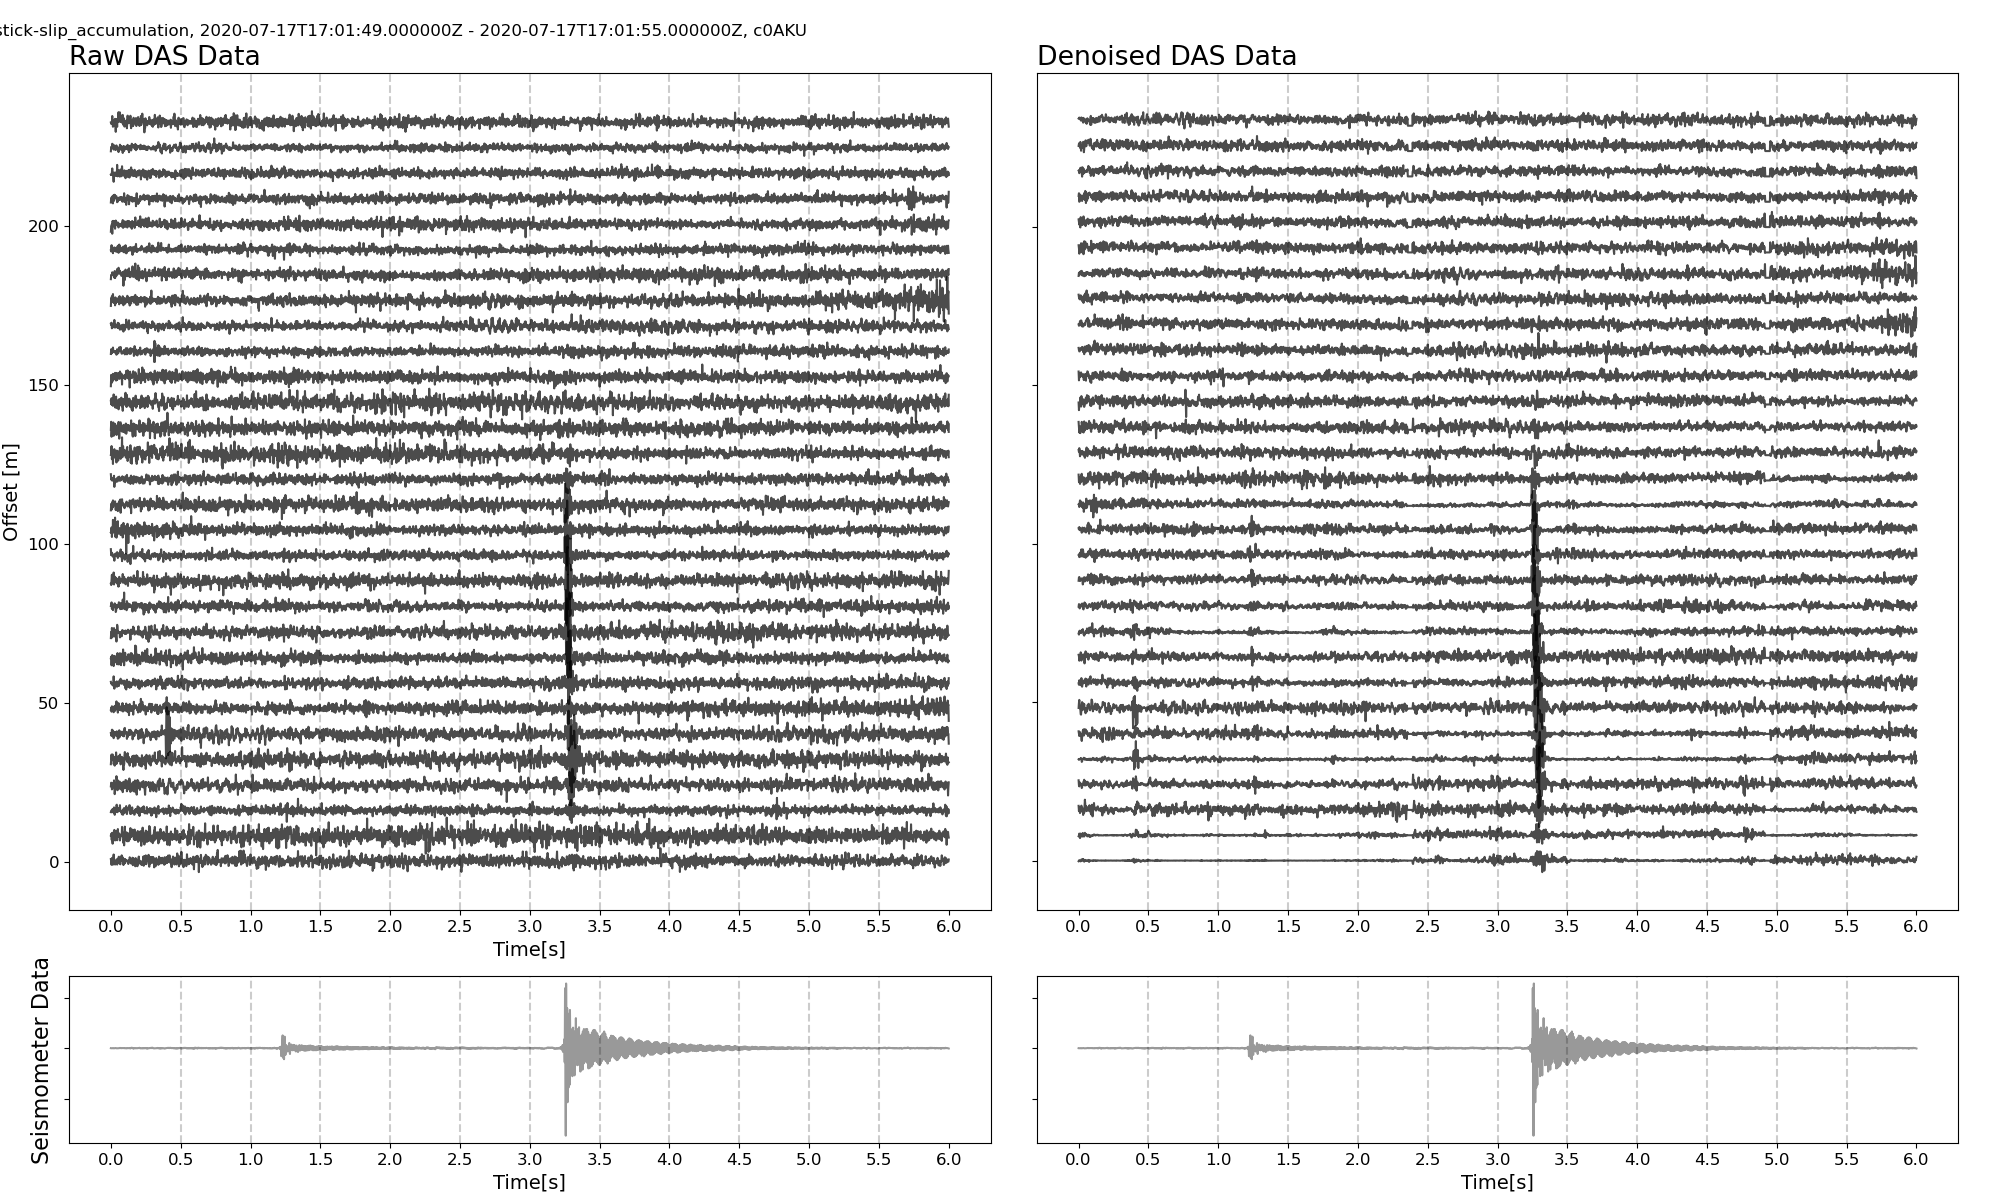 stick-slip_accumulation, 2020-07-17T17:01:49.000000Z - 2020-07-17T17:01:55.000000Z, c0AKU
Raw DAS Data
Denoised DAS Data
Offset [m]
200
150
100
50
0
0.0 0.5 1.0 1.5 2.0 2.5 3.0 3.5 4.0 4.5 5.0 5.5 6.0
Time[s]
0.0 0.5 1.0 1.5 2.0 2.5 3.0 3.5 4.0 4.5 5.0 5.5 6.0
Seismometer Data
0.0 0.5 1.0 1.5 2.0 2.5 3.0 3.5 4.0 4.5 5.0 5.5 6.0
Time[s]
0.0 0.5 1.0 1.5 2.0 2.5 3.0 3.5 4.0 4.5 5.0 5.5 6.0
Time[s]